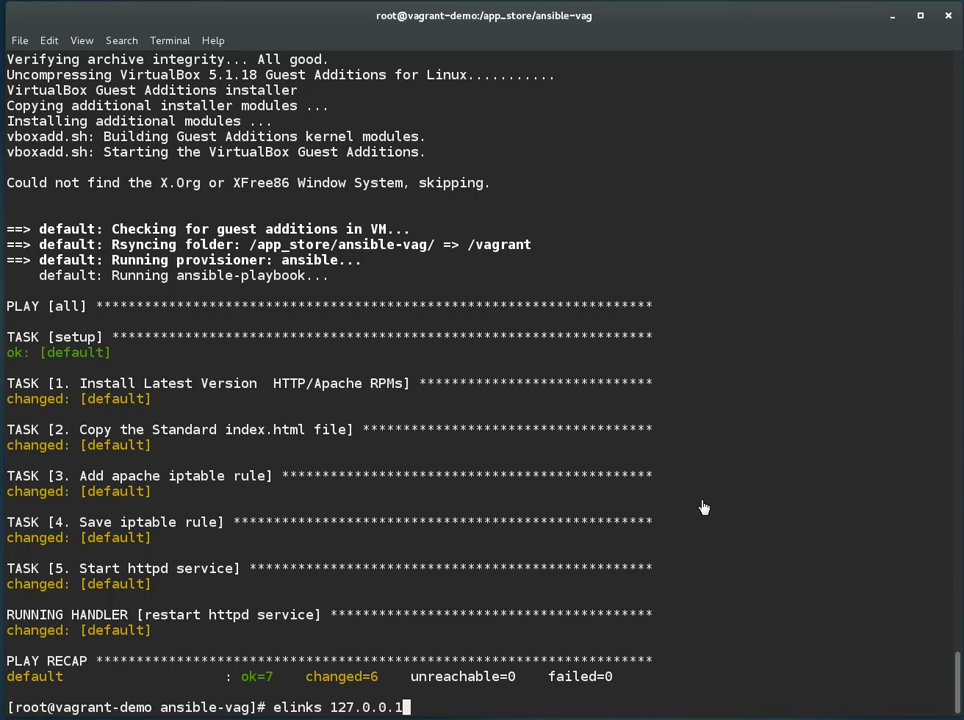 root@vagrant-demo:/app_store/ansible-vag
File Edit View Search Terminal Help
Verifying archive integrity... All good.
Uncompressing VirtualBox 5.1.18 Guest Additions for Linux...........
VirtualBox Guest Additions installer
Copying additional installer modules ...
Installing additional modules ...
vboxadd.sh: Building Guest Additions kernel modules.
vboxadd.sh: Starting the VirtualBox Guest Additions.
Could not find the X.Org or XFree86 Window System, skipping.
==> default: Checking for guest additions in VM...
==> default: Rsyncing folder: /app_store/ansible-vag/ => /vagrant
==> default: Running provisioner: ansible...
default: Running ansible-playbook...
PLAY [all] *********************************************************************
TASK [setup] *******************************************************************
ok: [default]
TASK [1. Install Latest Version  HTTP/Apache RPMs] *****************************
changed: [default]
TASK [2. Copy the Standard index.html file] ************************************
changed: [default]
TASK [3. Add apache iptable rule] **********************************************
changed: [default]
TASK [4. Save iptable rule] ****************************************************
changed: [default]
TASK [5. Start httpd service] **************************************************
changed: [default]
RUNNING HANDLER [restart httpd service] ****************************************
changed: [default]
PLAY RECAP *********************************************************************
default                    : ok=7    changed=6    unreachable=0    failed=0
[root@vagrant-demo ansible-vag]# elinks 127.0.0.1